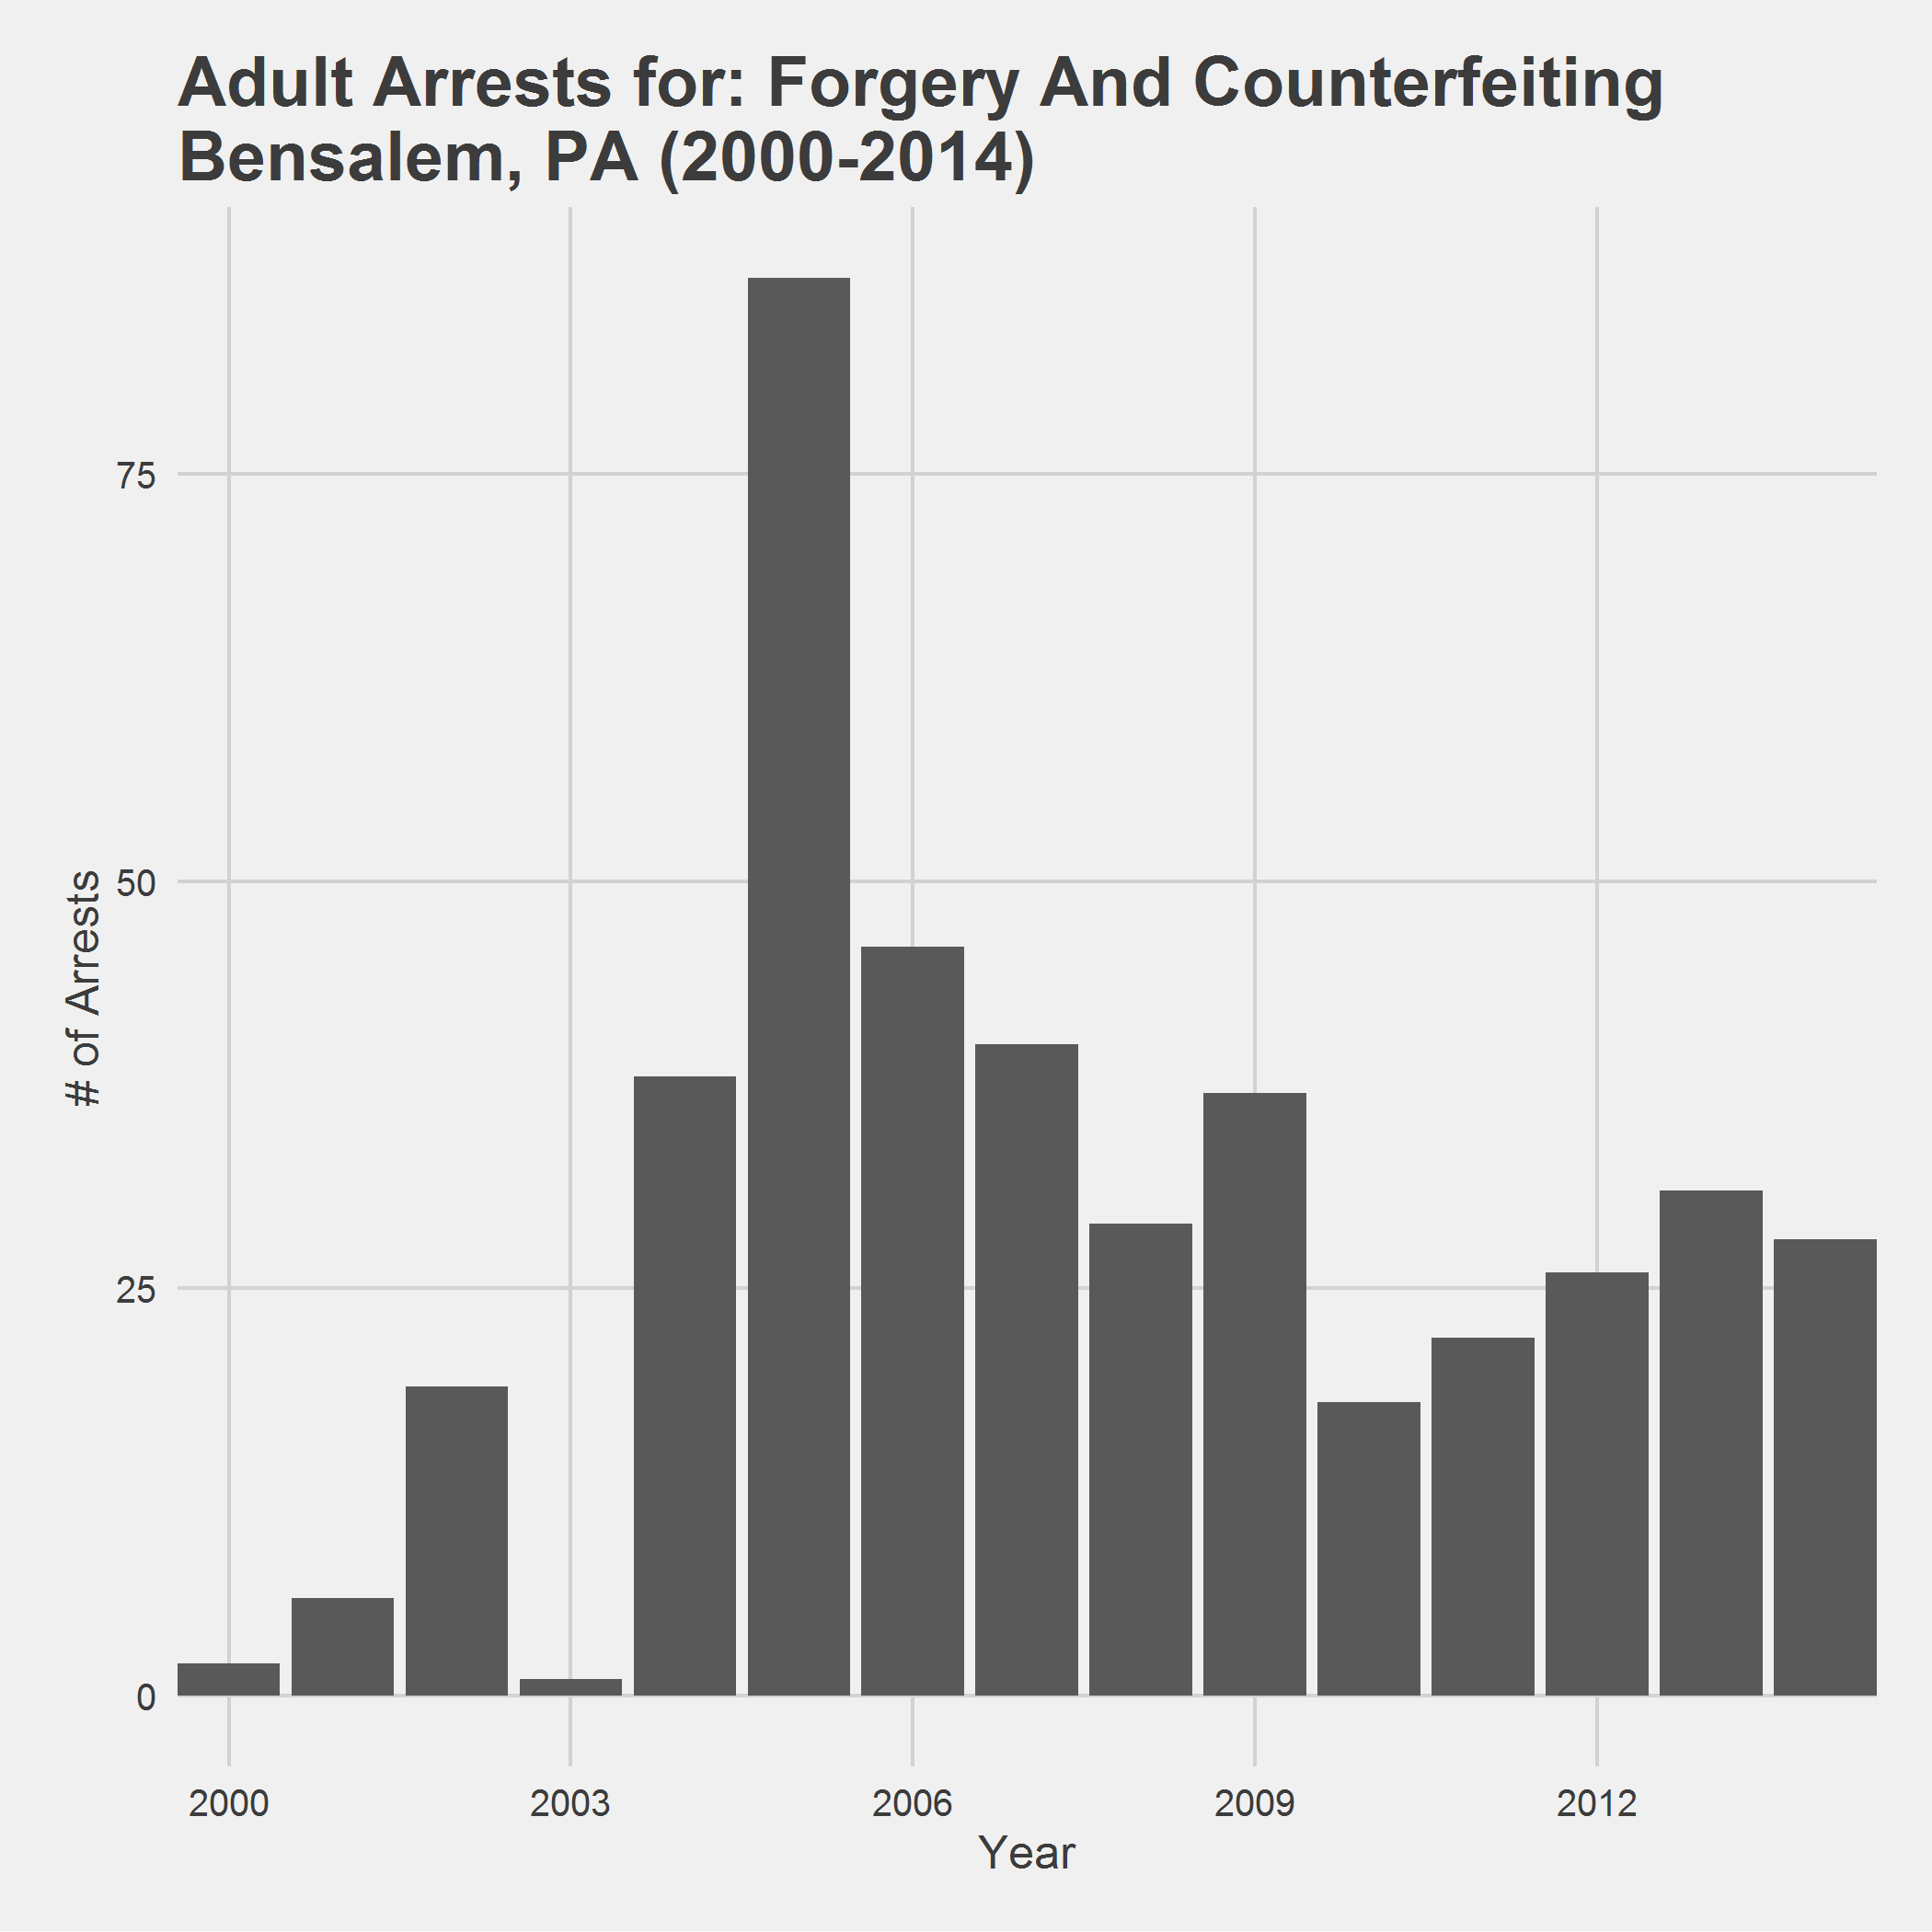 Adult Arrests for: Forgery And Counterfeiting
Bensalem, PA (2000-2014)
75
50
25
0
# of Arrests
2000 2003 2006 2009 2012
Year